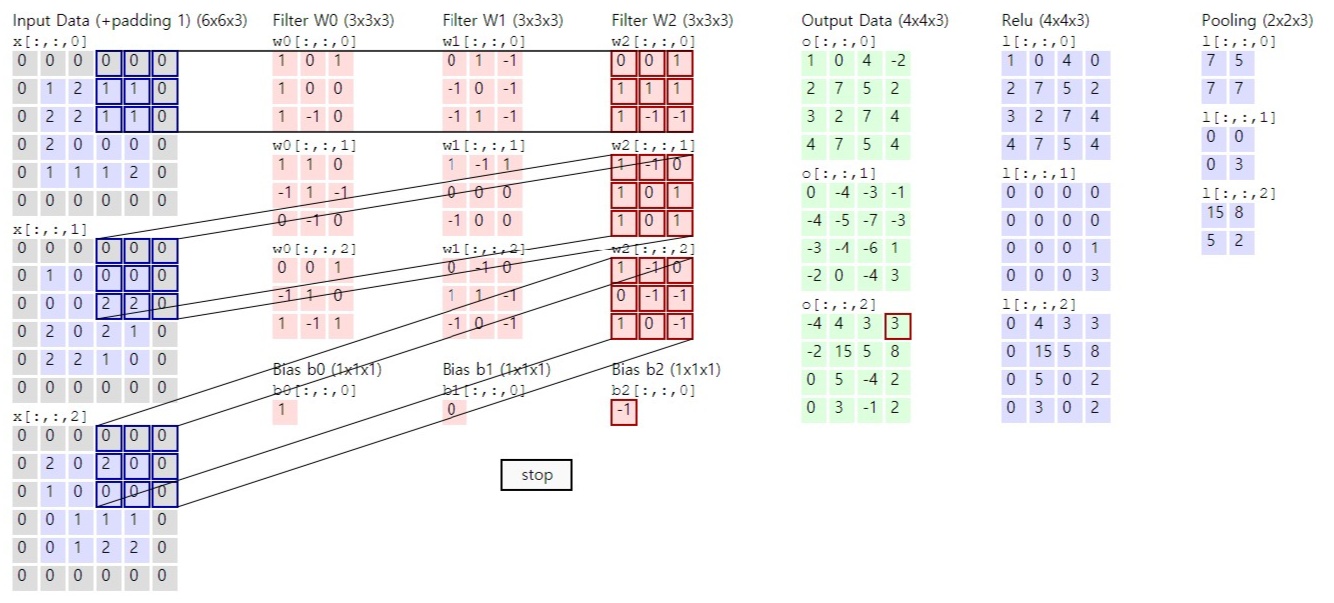 Input Data (+padding 1) (6x6x3)
x[:,:,0]
0 0 0 0 0 0
0 1 2 1 1 0
0 2 2 1 1 0
0 2 0 0 0 0
0 1 1 1 2 0
0 0 0 0 0 0
x[:,:,1]
0 0 0 0 0 0
0 1 0 0 0 0
0 0 0 2 2 0
0 2 0 2 1 0
0 2 2 1 0 0
0 0 0 0 0 0
x[:,:,2]
0 0 0 0 0 0
0 2 0 2 0 0
0 1 0 0 0 0
0 0 1 1 1 0
0 0 1 2 2 0
0 0 0 0 0 0
Filter W0 (3x3x3)
w0[:,:,0]
1 0 1
1 0 0
1 -1 0
w0[:,:,1]
1 1 0
-1 1 -1
0 -1 0
w0[:,:,2]
0 0 1
-1 1 0
1 -1 1
Bias b0 (1x1x1)
b0[:,:,0]
1
Filter W1 (3x3x3)
w1[:,:,0]
0 1 -1
-1 0 -1
-1 1 -1
w1[:,:,1]
1 -1 1
0 0 0
-1 0 0
w1[:,:,2]
0 -1 0
1 1 -1
-1 0 -1
Bias b1 (1x1x1)
b1[:,:,0]
0
Filter W2 (3x3x3)
w2[:,:,0]
0 0 1
1 1 1
1 -1 -1
w2[:,:,1]
1 -1 0
1 0 1
1 0 1
w2[:,:,2]
1 -1 0
0 -1 -1
1 0 -1
Bias b2 (1x1x1)
b2[:,:,0]
-1
stop
Output Data (4x4x3)
o[:,:,0]
1 0 4 -2
2 7 5 2
3 2 7 4
4 7 5 4
o[:,:,1]
0 -4 -3 -1
-4 -5 -7 -3
-3 -4 -6 1
-2 0 -4 3
o[:,:,2]
-4 4 3 3
-2 15 5 8
0 5 -4 2
0 3 -1 2
Relu (4x4x3)
l[:,:,0]
1 0 4 0
2 7 5 2
3 2 7 4
4 7 5 4
l[:,:,1]
0 0 0 0
0 0 0 0
0 0 0 1
0 0 0 3
l[:,:,2]
0 4 3 3
0 15 5 8
0 5 0 2
0 3 0 2
Pooling (2x2x3)
l[:,:,0]
7 5
7 7
l[:,:,1]
0 0
0 3
l[:,:,2]
15 8
5 2